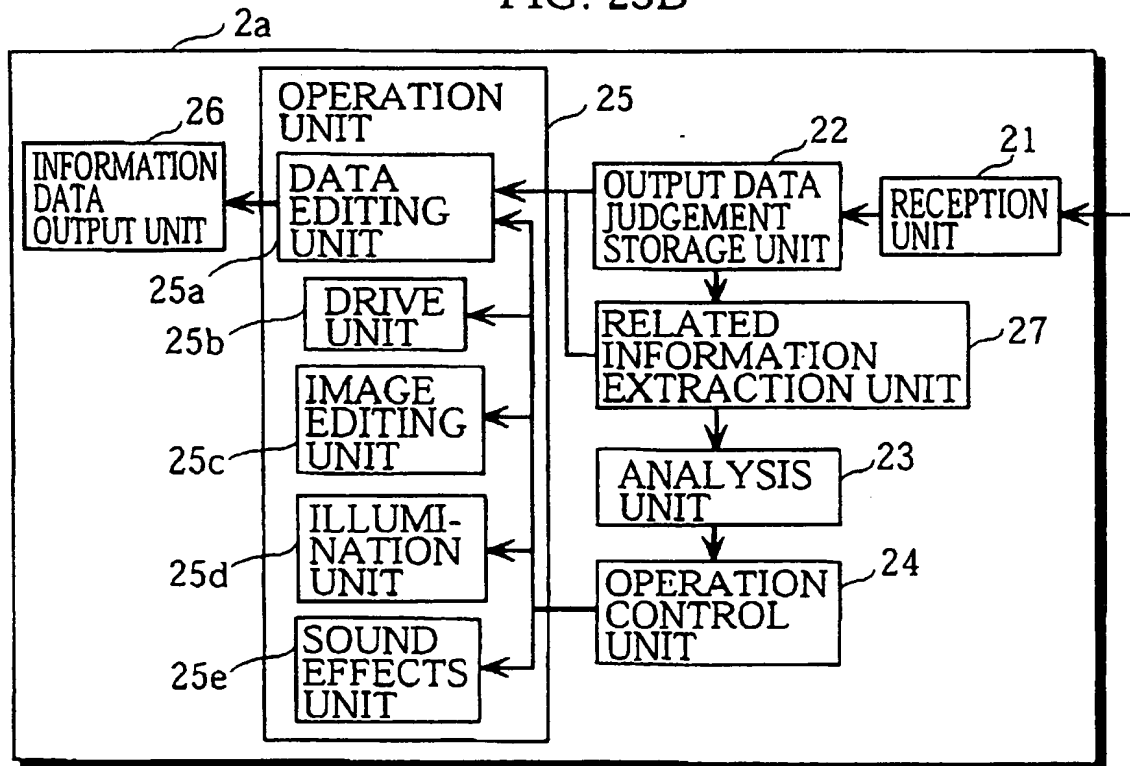 FIG. 23B
2a
26
INFORMATION
DATA
OUTPUT UNIT
OPERATION
UNIT
25
DATA
EDITING
UNIT
25a
DRIVE
UNIT
25b
IMAGE
EDITING
UNIT
25c
ILLUMI-
NATION
UNIT
25d
SOUND
EFFECTS
UNIT
25e
22
OUTPUT DATA
JUDGEMENT
STORAGE UNIT
21
RECEPTION
UNIT
RELATED
INFORMATION
EXTRACTION UNIT
27
ANALYSIS
UNIT
23
OPERATION
CONTROL
UNIT
24